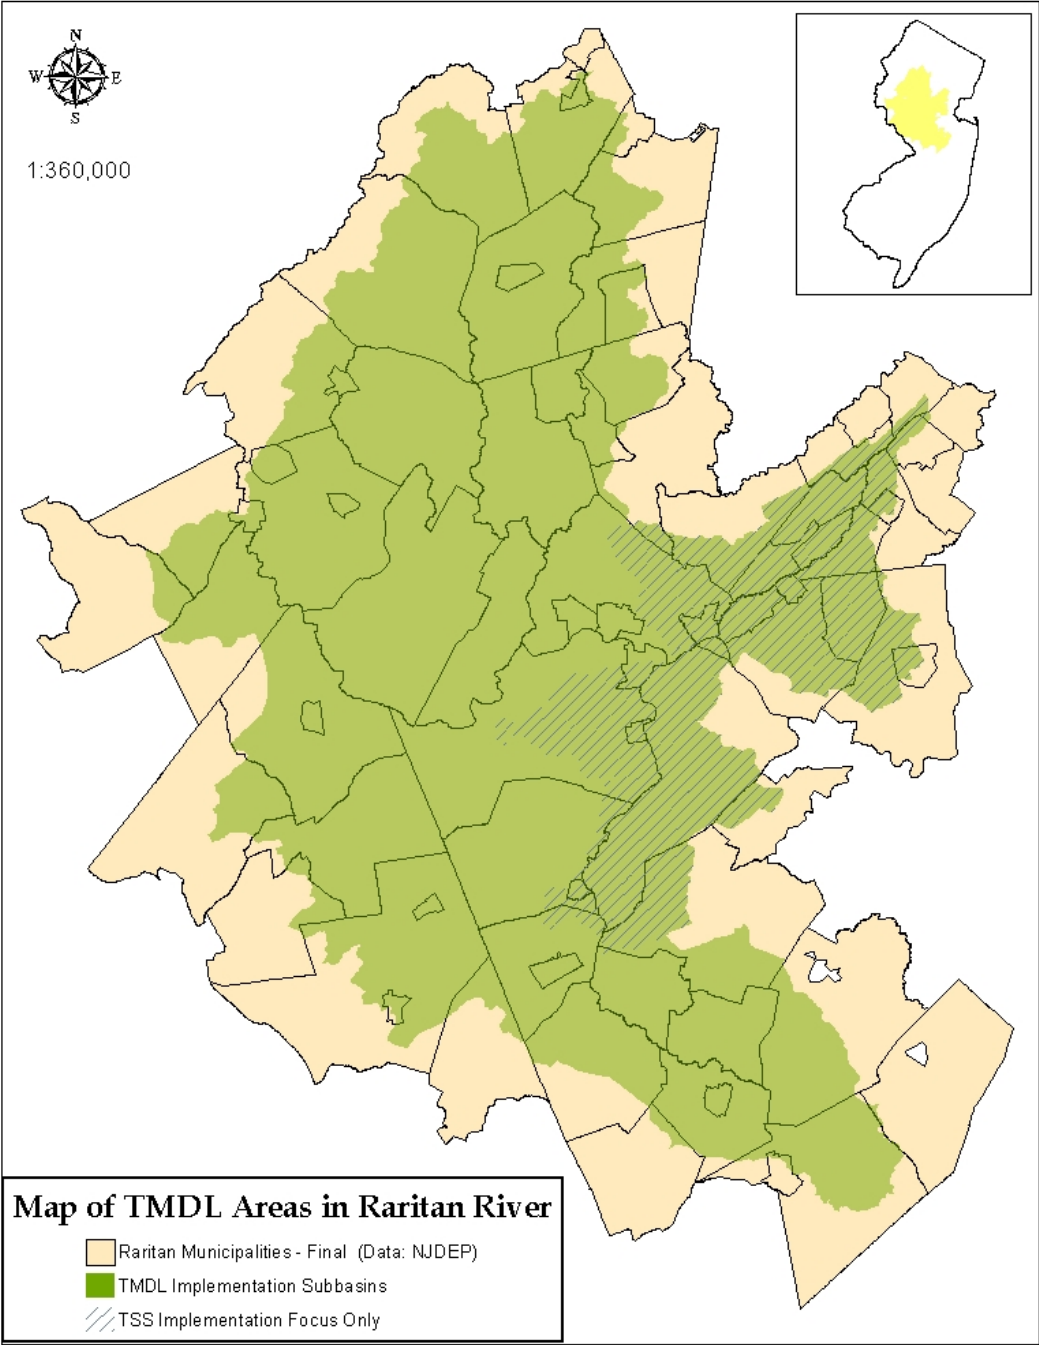 N
W E
S
1:360,000
Map of TMDL Areas in Raritan River
Raritan Municipalities - Final (Data: NJDEP)
TMDL Implementation Subbasins
TSS Implementation Focus Only